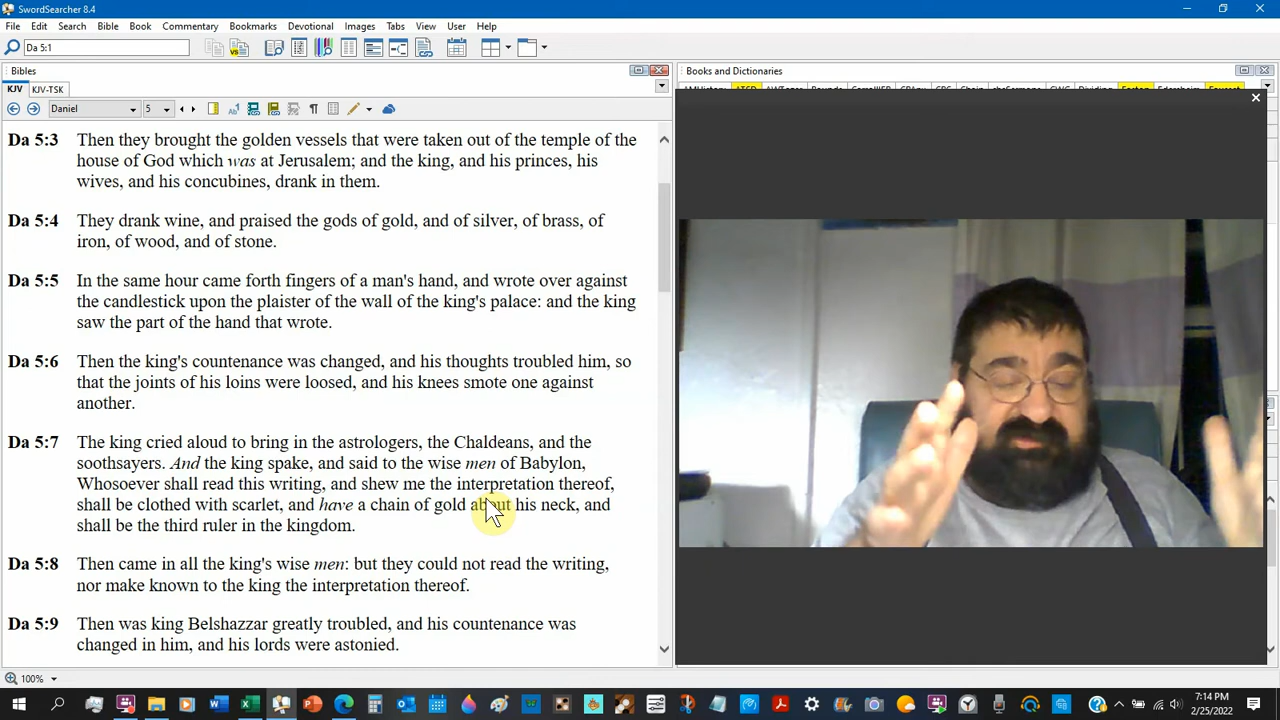 SwordSearcher 8.4
File Edit Search Bible Book Commentary Bookmarks Devotional Images Tabs View User Help
Da 5:1
Bibles
KJV KJV-TSK
Daniel 5
Da 5:3 Then they brought the golden vessels that were taken out of the temple of the
house of God which was at Jerusalem; and the king, and his princes, his
wives, and his concubines, drank in them.
Da 5:4 They drank wine, and praised the gods of gold, and of silver, of brass, of
iron, of wood, and of stone.
Da 5:5 In the same hour came forth fingers of a man's hand, and wrote over against
the candlestick upon the plaister of the wall of the king's palace: and the king
saw the part of the hand that wrote.
Da 5:6 Then the king's countenance was changed, and his thoughts troubled him, so
that the joints of his loins were loosed, and his knees smote one against
another.
Da 5:7 The king cried aloud to bring in the astrologers, the Chaldeans, and the
soothsayers. And the king spake, and said to the wise men of Babylon,
Whosoever shall read this writing, and shew me the interpretation thereof,
shall be clothed with scarlet, and have a chain of gold about his neck, and
shall be the third ruler in the kingdom.
Da 5:8 Then came in all the king's wise men: but they could not read the writing,
nor make known to the king the interpretation thereof.
Da 5:9 Then was king Belshazzar greatly troubled, and his countenance was
changed in him, and his lords were astonied.
100%
Books and Dictionaries
7:14 PM
2/25/2022